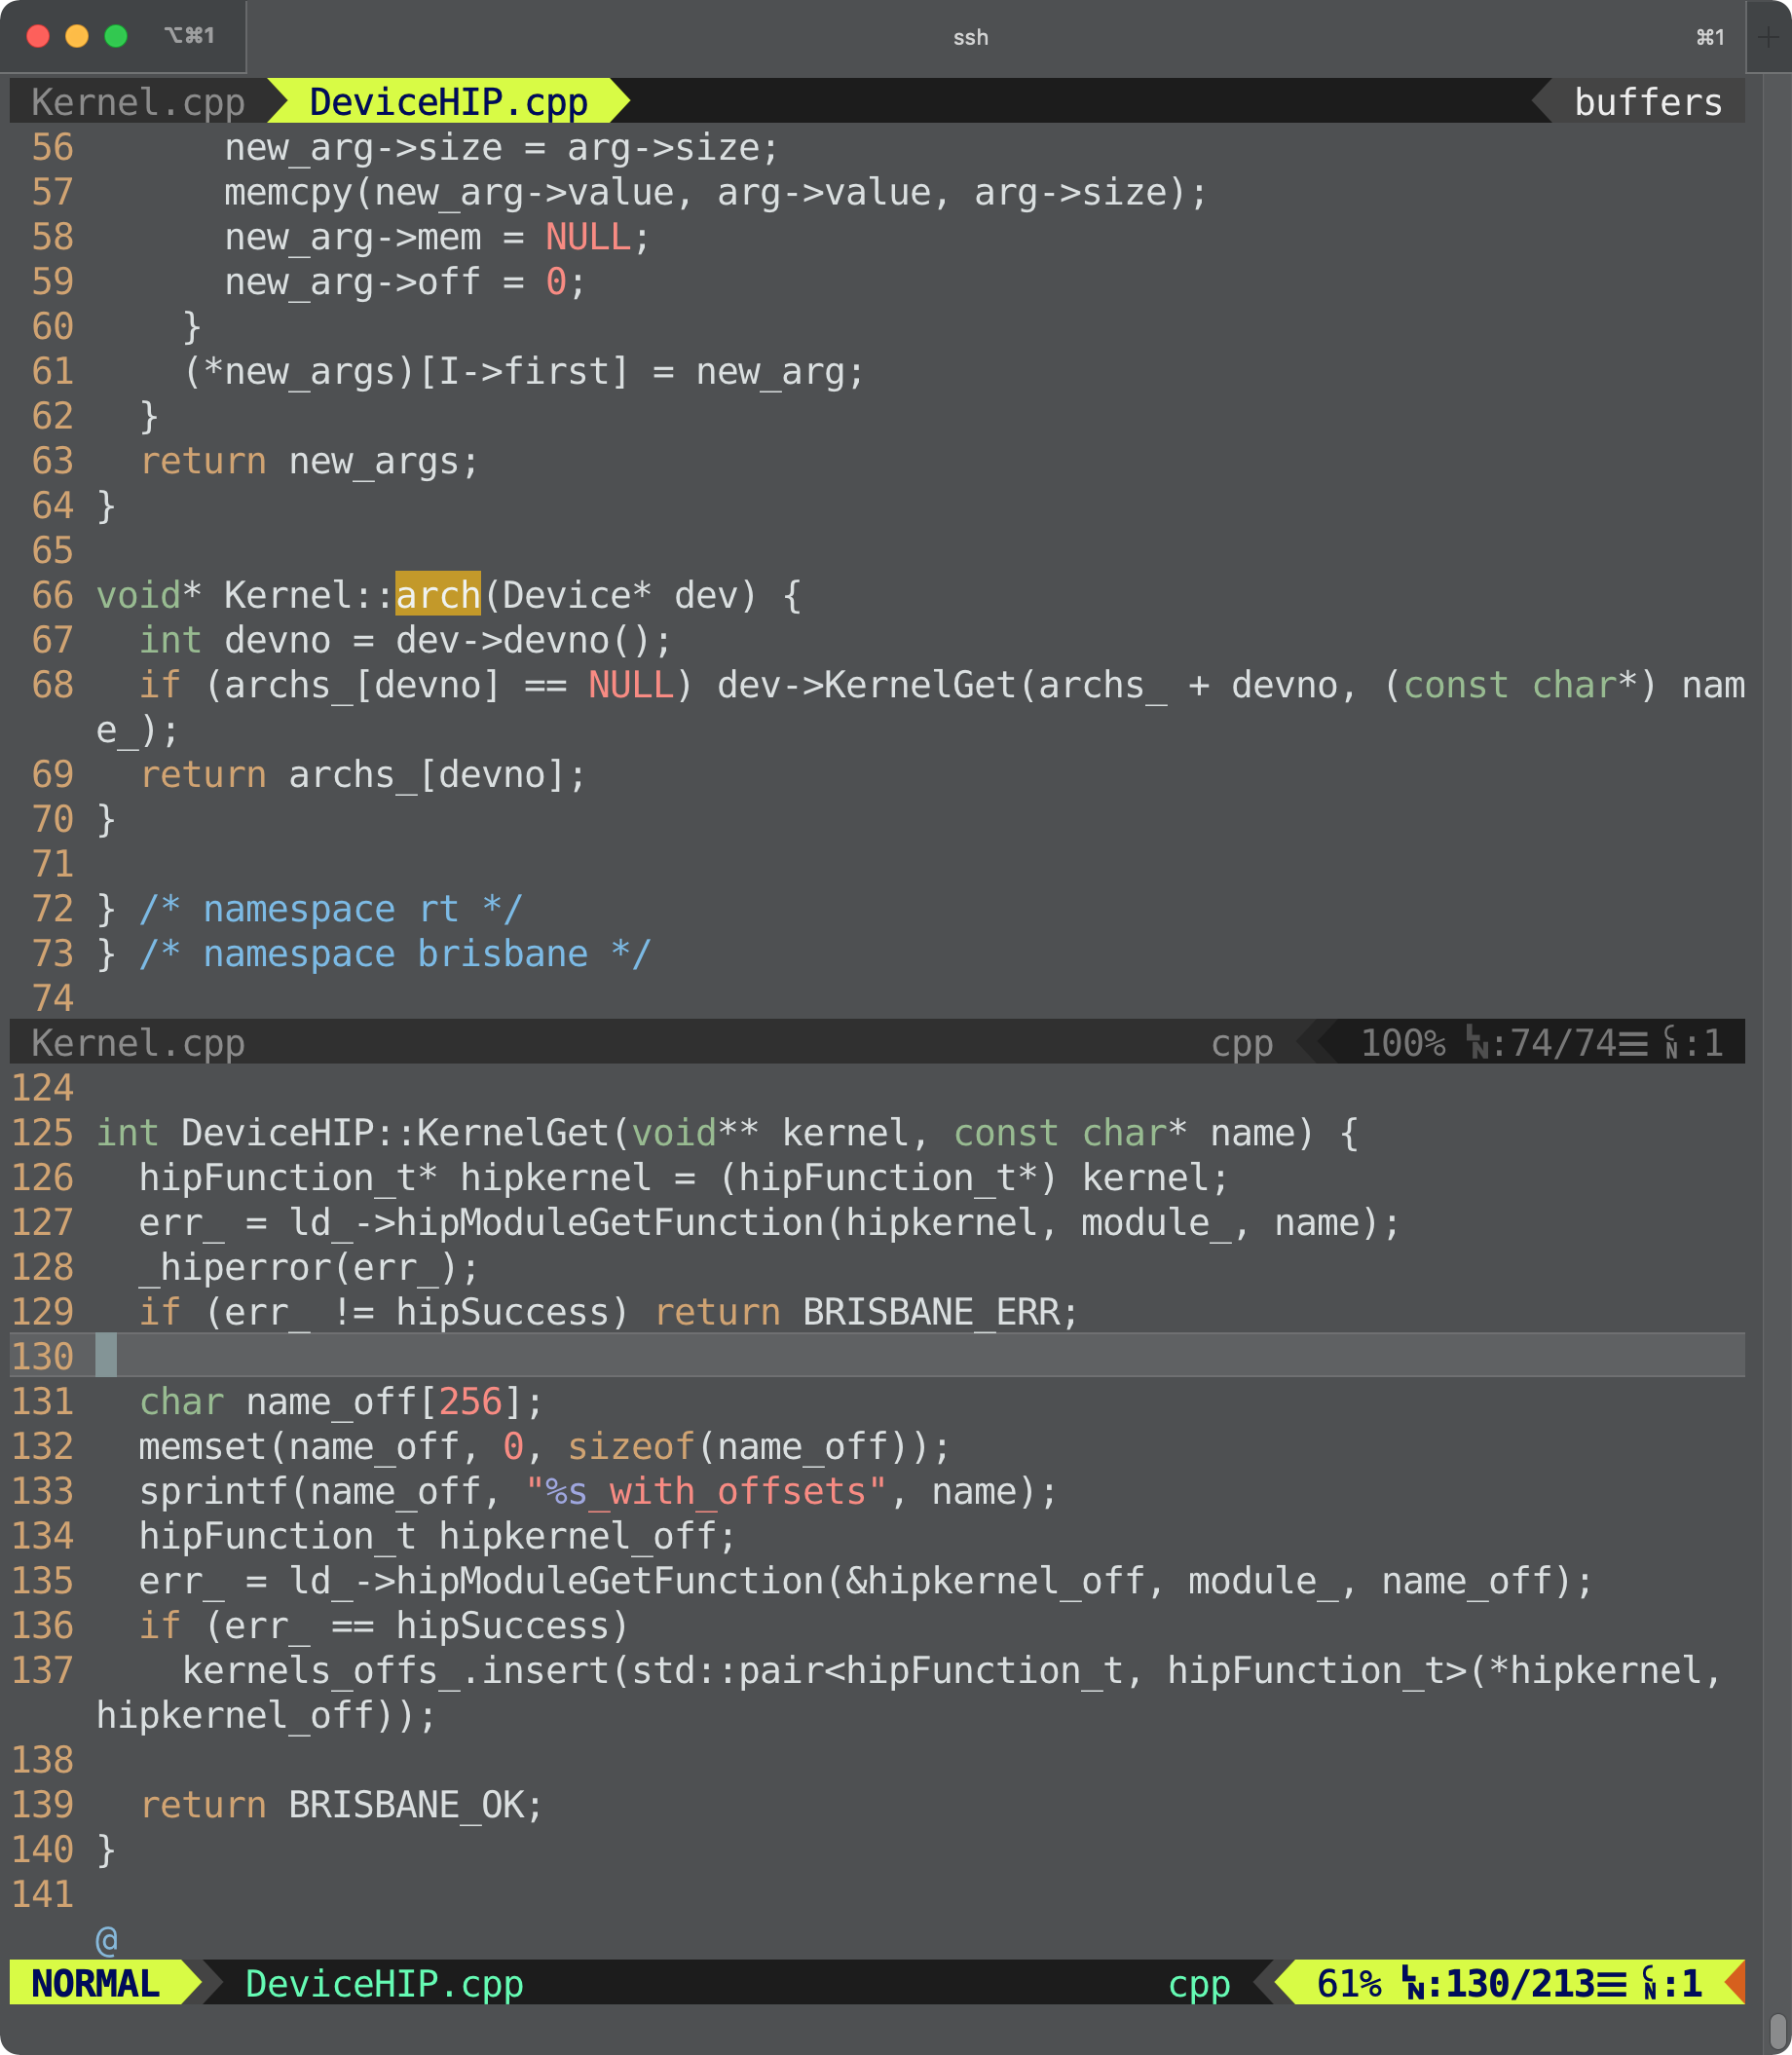 ⌥⌘1 ssh ⌘1 +
Kernel.cpp DeviceHIP.cpp buffers
56       new_arg->size = arg->size;
57       memcpy(new_arg->value, arg->value, arg->size);
58       new_arg->mem = NULL;
59       new_arg->off = 0;
60     }
61     (*new_args)[I->first] = new_arg;
62   }
63   return new_args;
64 }
65
66 void* Kernel::arch(Device* dev) {
67   int devno = dev->devno();
68   if (archs_[devno] == NULL) dev->KernelGet(archs_ + devno, (const char*) nam
e_);
69   return archs_[devno];
70 }
71
72 } /* namespace rt */
73 } /* namespace brisbane */
74
Kernel.cpp cpp 100% ␤:74/74☰ ␤:1
124
125 int DeviceHIP::KernelGet(void** kernel, const char* name) {
126   hipFunction_t* hipkernel = (hipFunction_t*) kernel;
127   err_ = ld_->hipModuleGetFunction(hipkernel, module_, name);
128   _hiperror(err_);
129   if (err_ != hipSuccess) return BRISBANE_ERR;
130
131   char name_off[256];
132   memset(name_off, 0, sizeof(name_off));
133   sprintf(name_off, "%s_with_offsets", name);
134   hipFunction_t hipkernel_off;
135   err_ = ld_->hipModuleGetFunction(&hipkernel_off, module_, name_off);
136   if (err_ == hipSuccess)
137     kernels_offs_.insert(std::pair<hipFunction_t, hipFunction_t>(*hipkernel,
hipkernel_off));
138
139   return BRISBANE_OK;
140 }
141
@
NORMAL DeviceHIP.cpp cpp 61% LN:130/213☰ CN:1